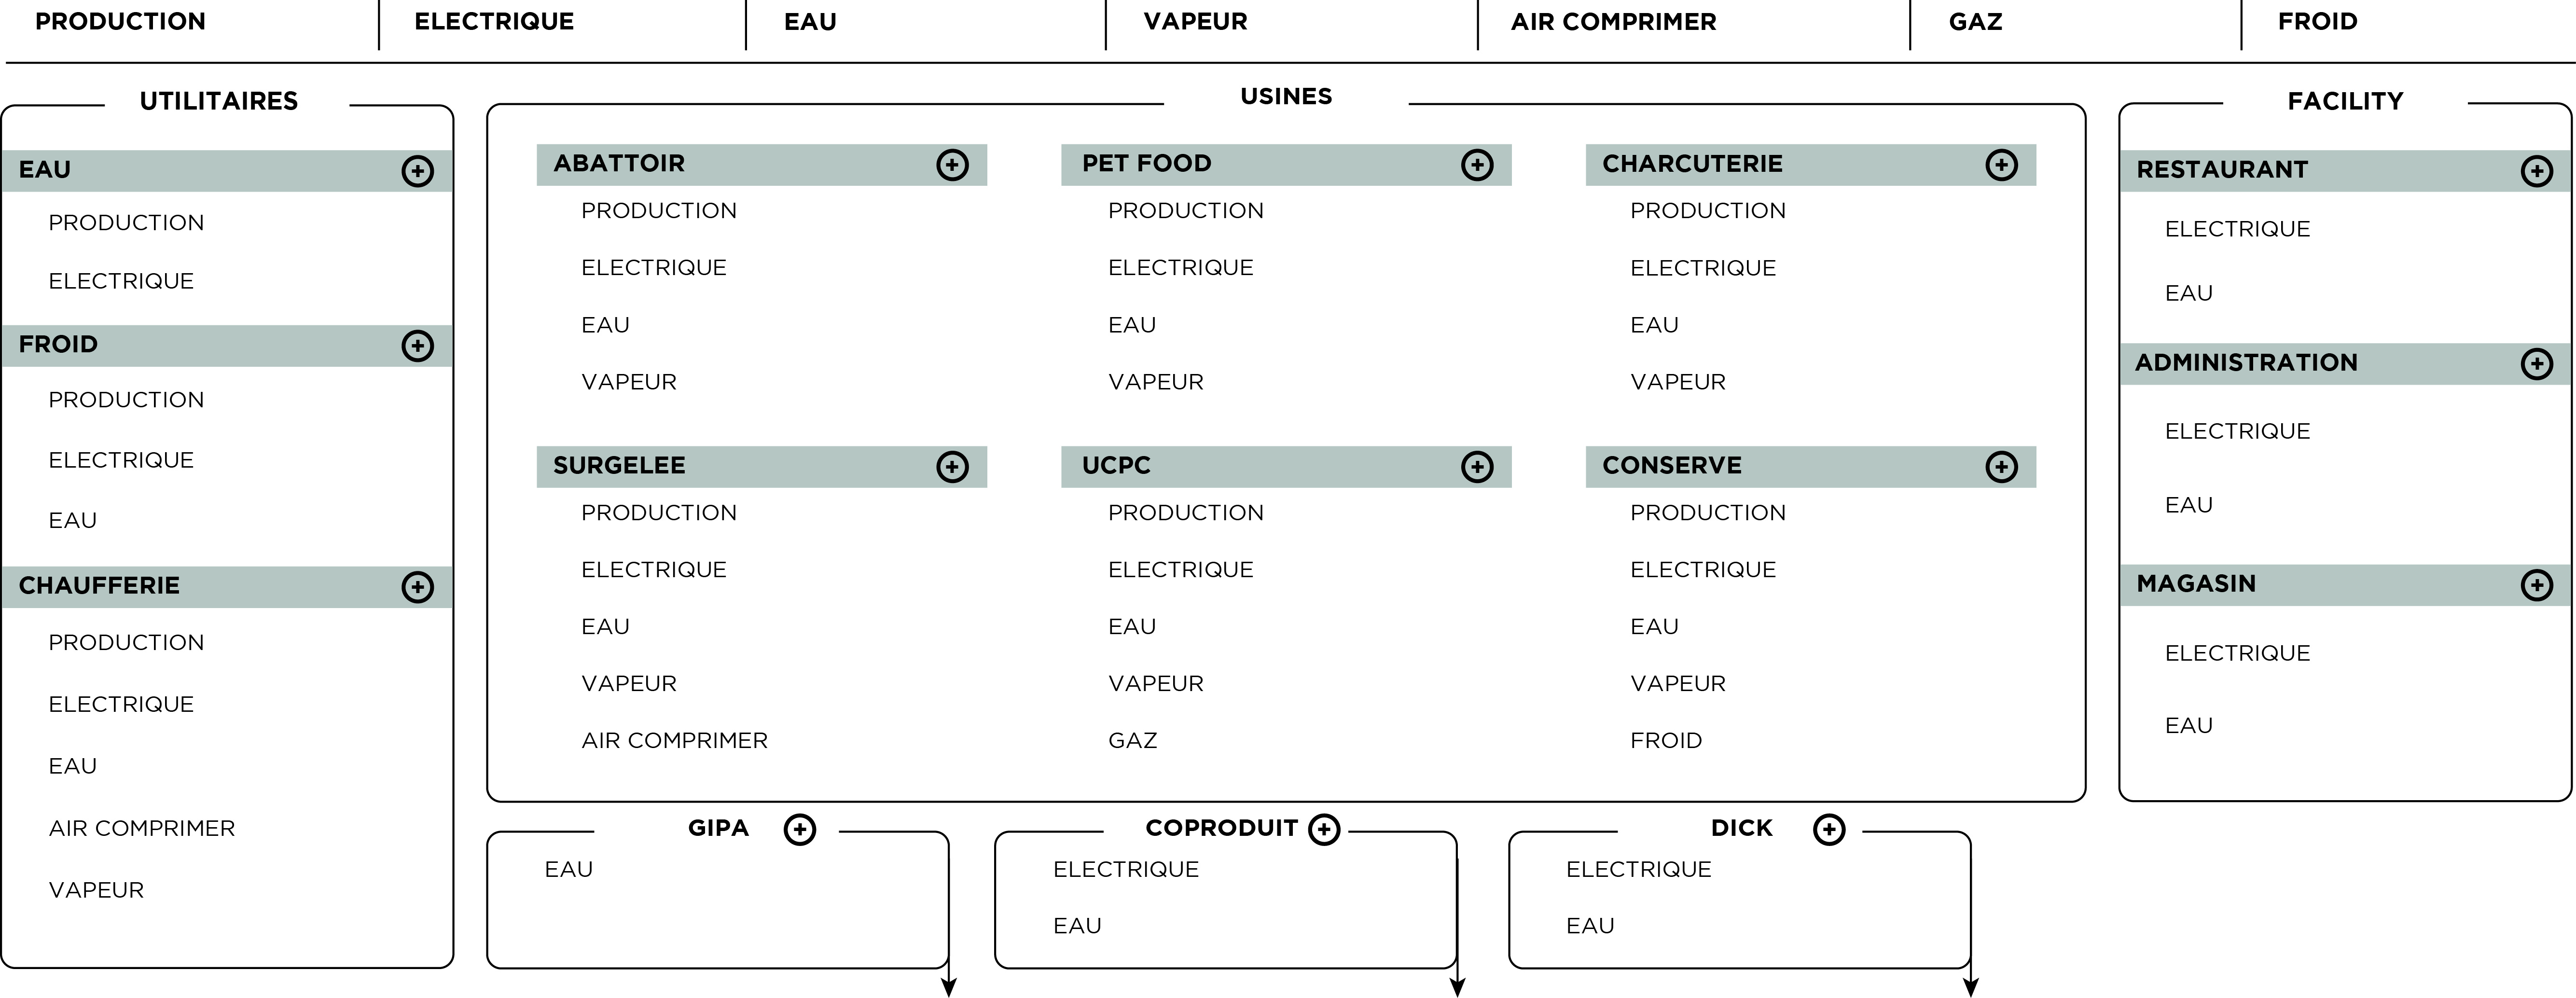 PRODUCTION
ELECTRIQUE
EAU
VAPEUR
AIR COMPRIMER
GAZ
FROID
UTILITAIRES
EAU
PRODUCTION
ELECTRIQUE
FROID
PRODUCTION
ELECTRIQUE
EAU
CHAUFFERIE
PRODUCTION
ELECTRIQUE
EAU
AIR COMPRIMER
VAPEUR
USINES
ABATTOIR
PRODUCTION
ELECTRIQUE
EAU
VAPEUR
PET FOOD
PRODUCTION
ELECTRIQUE
EAU
VAPEUR
CHARCUTERIE
PRODUCTION
ELECTRIQUE
EAU
VAPEUR
SURGELEE
PRODUCTION
ELECTRIQUE
EAU
VAPEUR
AIR COMPRIMER
UCPC
PRODUCTION
ELECTRIQUE
EAU
VAPEUR
GAZ
CONSERVE
PRODUCTION
ELECTRIQUE
EAU
VAPEUR
FROID
FACILITY
RESTAURANT
ELECTRIQUE
EAU
ADMINISTRATION
ELECTRIQUE
EAU
MAGASIN
ELECTRIQUE
EAU
GIPA
EAU
COPRODUIT
ELECTRIQUE
EAU
DICK
ELECTRIQUE
EAU